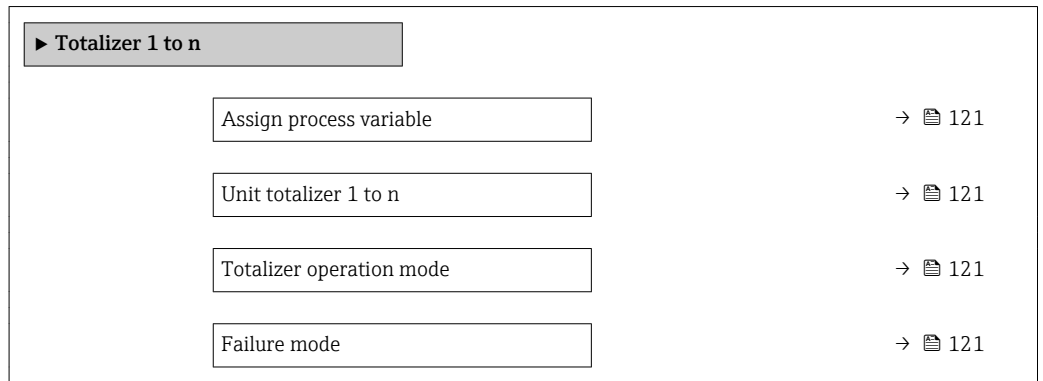 ► Totalizer 1 to n
Assign process variable → 121
Unit totalizer 1 to n → 121
Totalizer operation mode → 121
Failure mode → 121